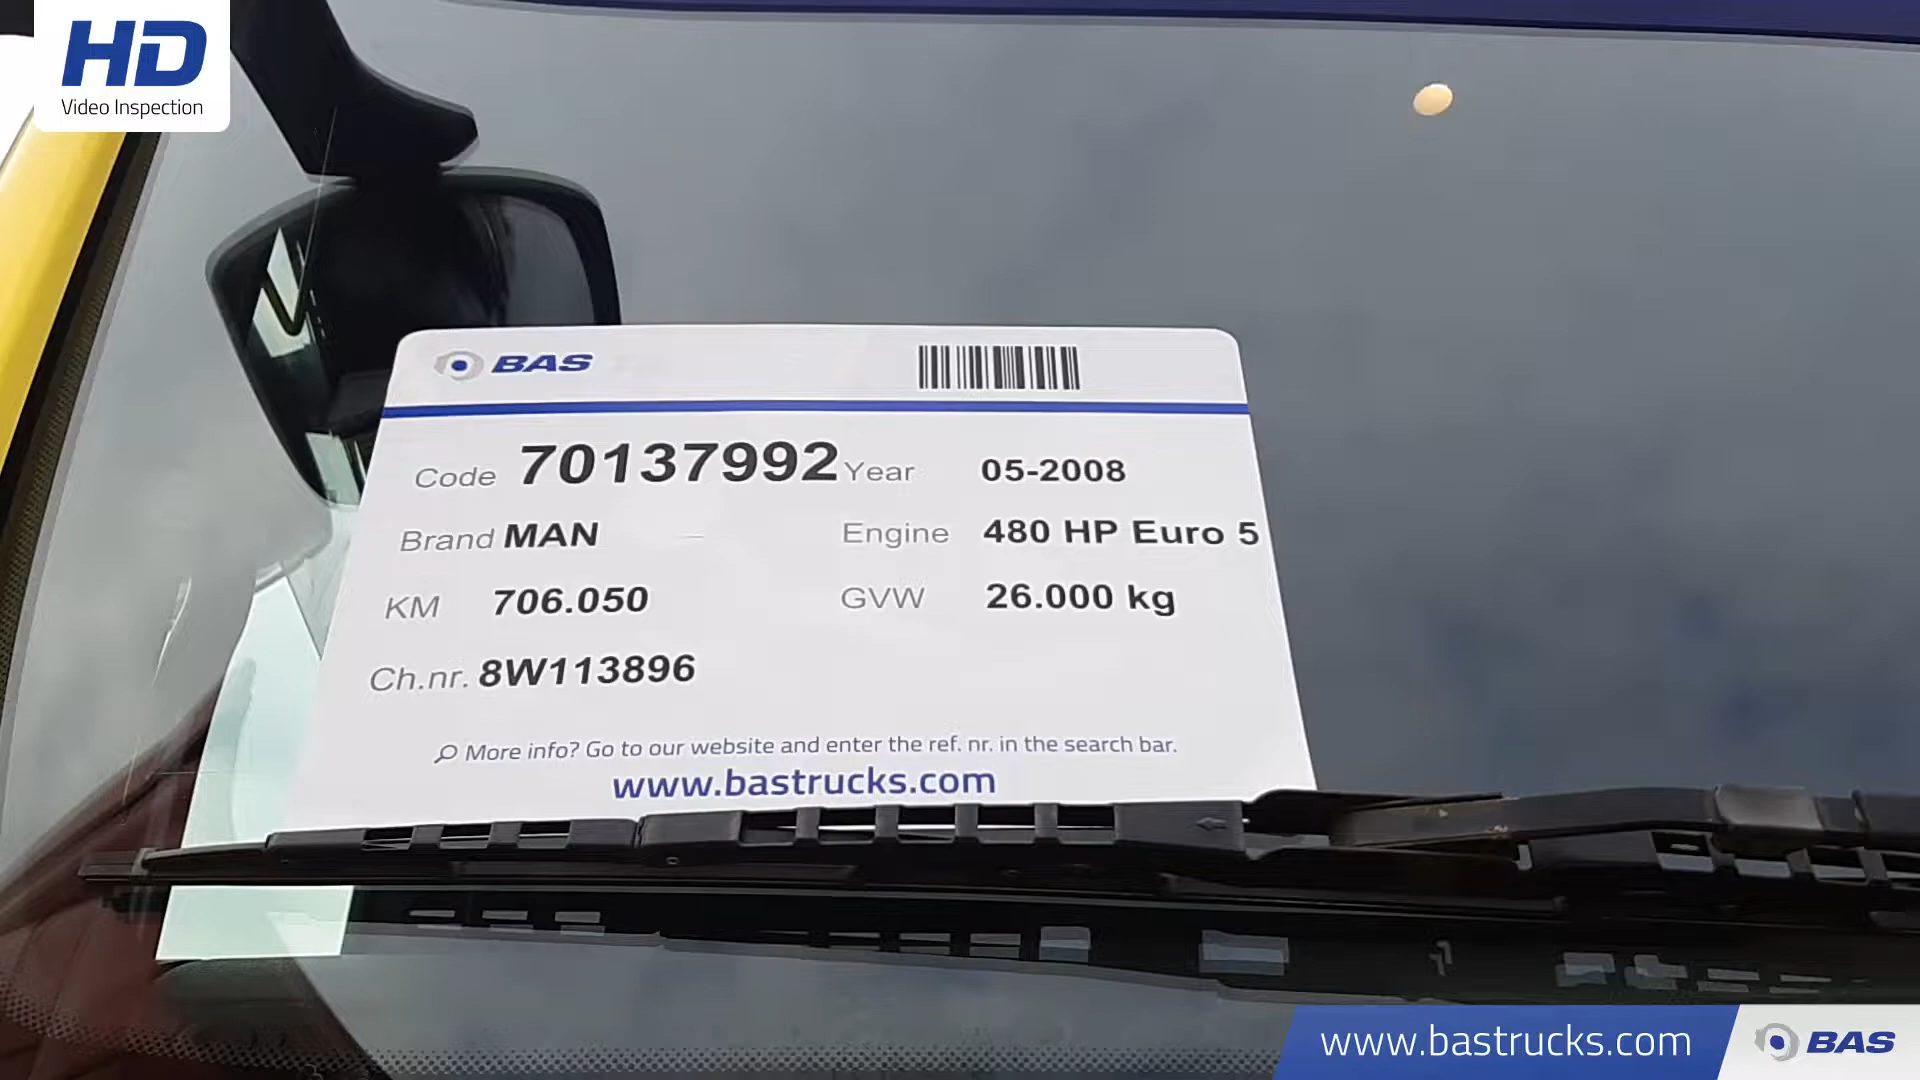 HD
Video Inspection
BAS
Code 70137992 Year 05-2008
Brand MAN Engine 480 HP Euro 5
KM 706.050 GVW 26.000 kg
Ch.nr. 8W113896
More info? Go to our website and enter the ref. nr. in the search bar.
www.bastrucks.com
www.bastrucks.com BAS